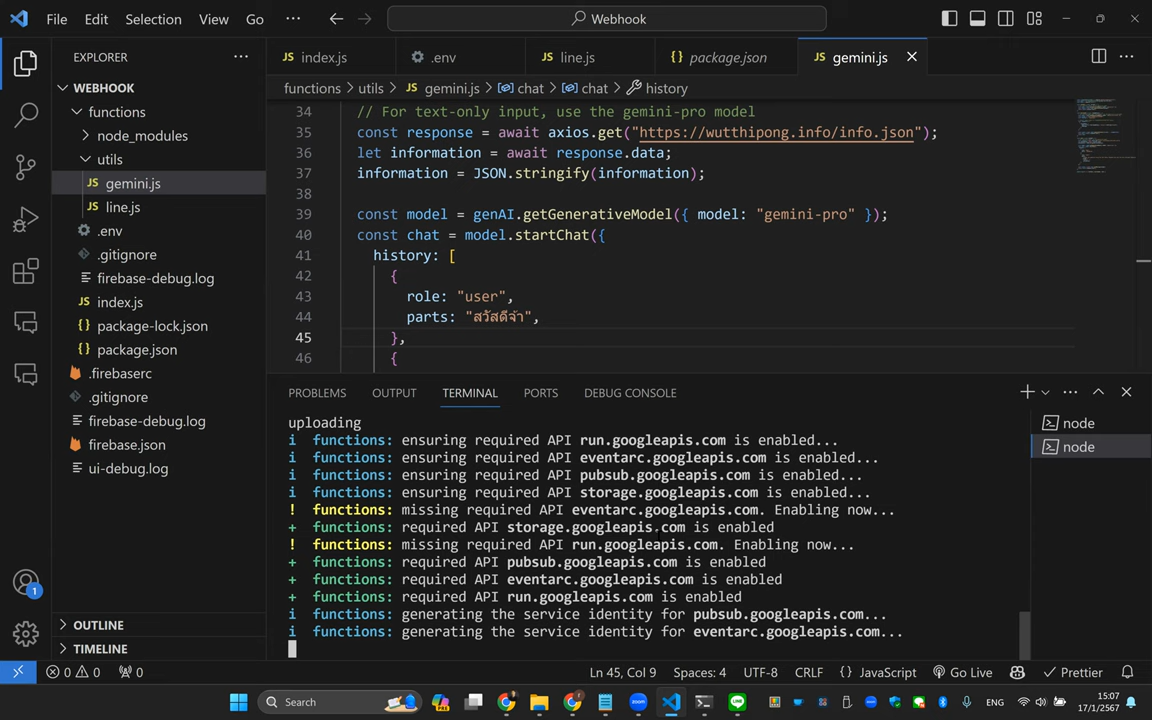 File Edit Selection View Go ··· Webhook
EXPLORER ···
WEBHOOK
functions
node_modules
utils
JS gemini.js
JS line.js
.env
.gitignore
firebase-debug.log
JS index.js
{} package-lock.json
{} package.json
.firebaserc
.gitignore
firebase-debug.log
firebase.json
ui-debug.log
OUTLINE
TIMELINE
JS index.js .env JS line.js {} package.json JS gemini.js
functions > utils > JS gemini.js > chat > chat > history
34 // For text-only input, use the gemini-pro model
35 const response = await axios.get("https://wutthipong.info/info.json");
36 let information = await response.data;
37 information = JSON.stringify(information);
38
39 const model = genAI.getGenerativeModel({ model: "gemini-pro" });
40 const chat = model.startChat({
41 history: [
42 {
43 role: "user",
44 parts: "สวัสดีจ้า",
45 },
46 {
PROBLEMS OUTPUT TERMINAL PORTS DEBUG CONSOLE
uploading
i functions: ensuring required API run.googleapis.com is enabled...
i functions: ensuring required API eventarc.googleapis.com is enabled...
i functions: ensuring required API pubsub.googleapis.com is enabled...
i functions: ensuring required API storage.googleapis.com is enabled...
! functions: missing required API eventarc.googleapis.com. Enabling now...
+ functions: required API storage.googleapis.com is enabled
! functions: missing required API run.googleapis.com. Enabling now...
+ functions: required API pubsub.googleapis.com is enabled
+ functions: required API eventarc.googleapis.com is enabled
+ functions: required API run.googleapis.com is enabled
i functions: generating the service identity for pubsub.googleapis.com...
i functions: generating the service identity for eventarc.googleapis.com...
node
node
1
0 0 0 Ln 45, Col 9 Spaces: 4 UTF-8 CRLF {} JavaScript Go Live Prettier
Search ENG 15:07
17/1/2567